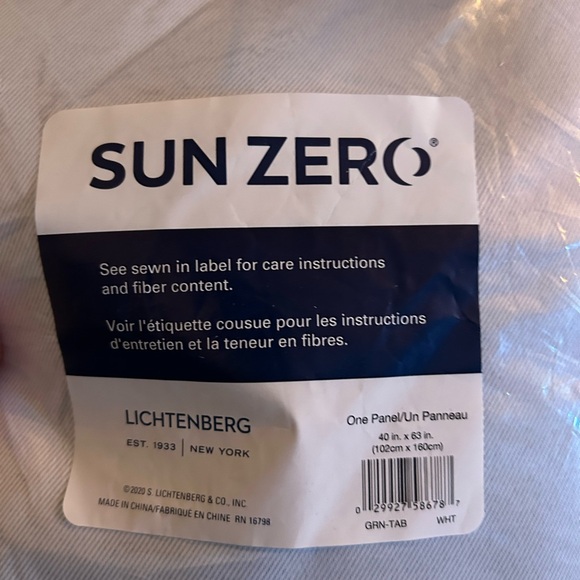 SUN ZERO®
See sewn in label for care instructions
and fiber content.
Voir l'étiquette cousue pour les instructions
d'entretien et la teneur en fibres.
LICHTENBERG
EST. 1933 | NEW YORK
©2020 S. LICHTENBERG & CO., INC.
MADE IN CHINA/FABRIQUE EN CHINE RN 16798
One Panel/Un Panneau
40 in. x 63 in.
(102cm x 160cm)
0 29927 58678 7
GRN-TAB WHT